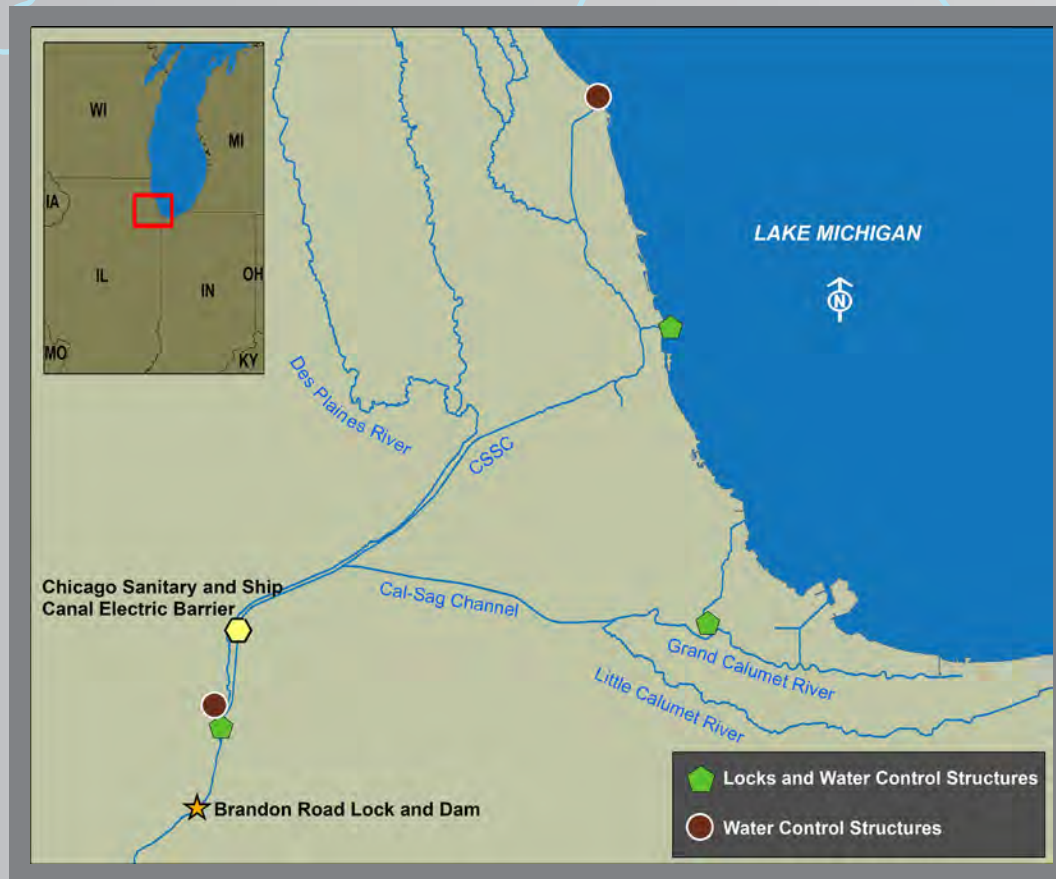 WI
MI
IA
IL
IN
OH
MO
KY
LAKE MICHIGAN
N
Des Plaines River
CSSC
Chicago Sanitary and Ship
Canal Electric Barrier
Cal-Sag Channel
Grand Calumet River
Little Calumet River
Brandon Road Lock and Dam
Locks and Water Control Structures
Water Control Structures